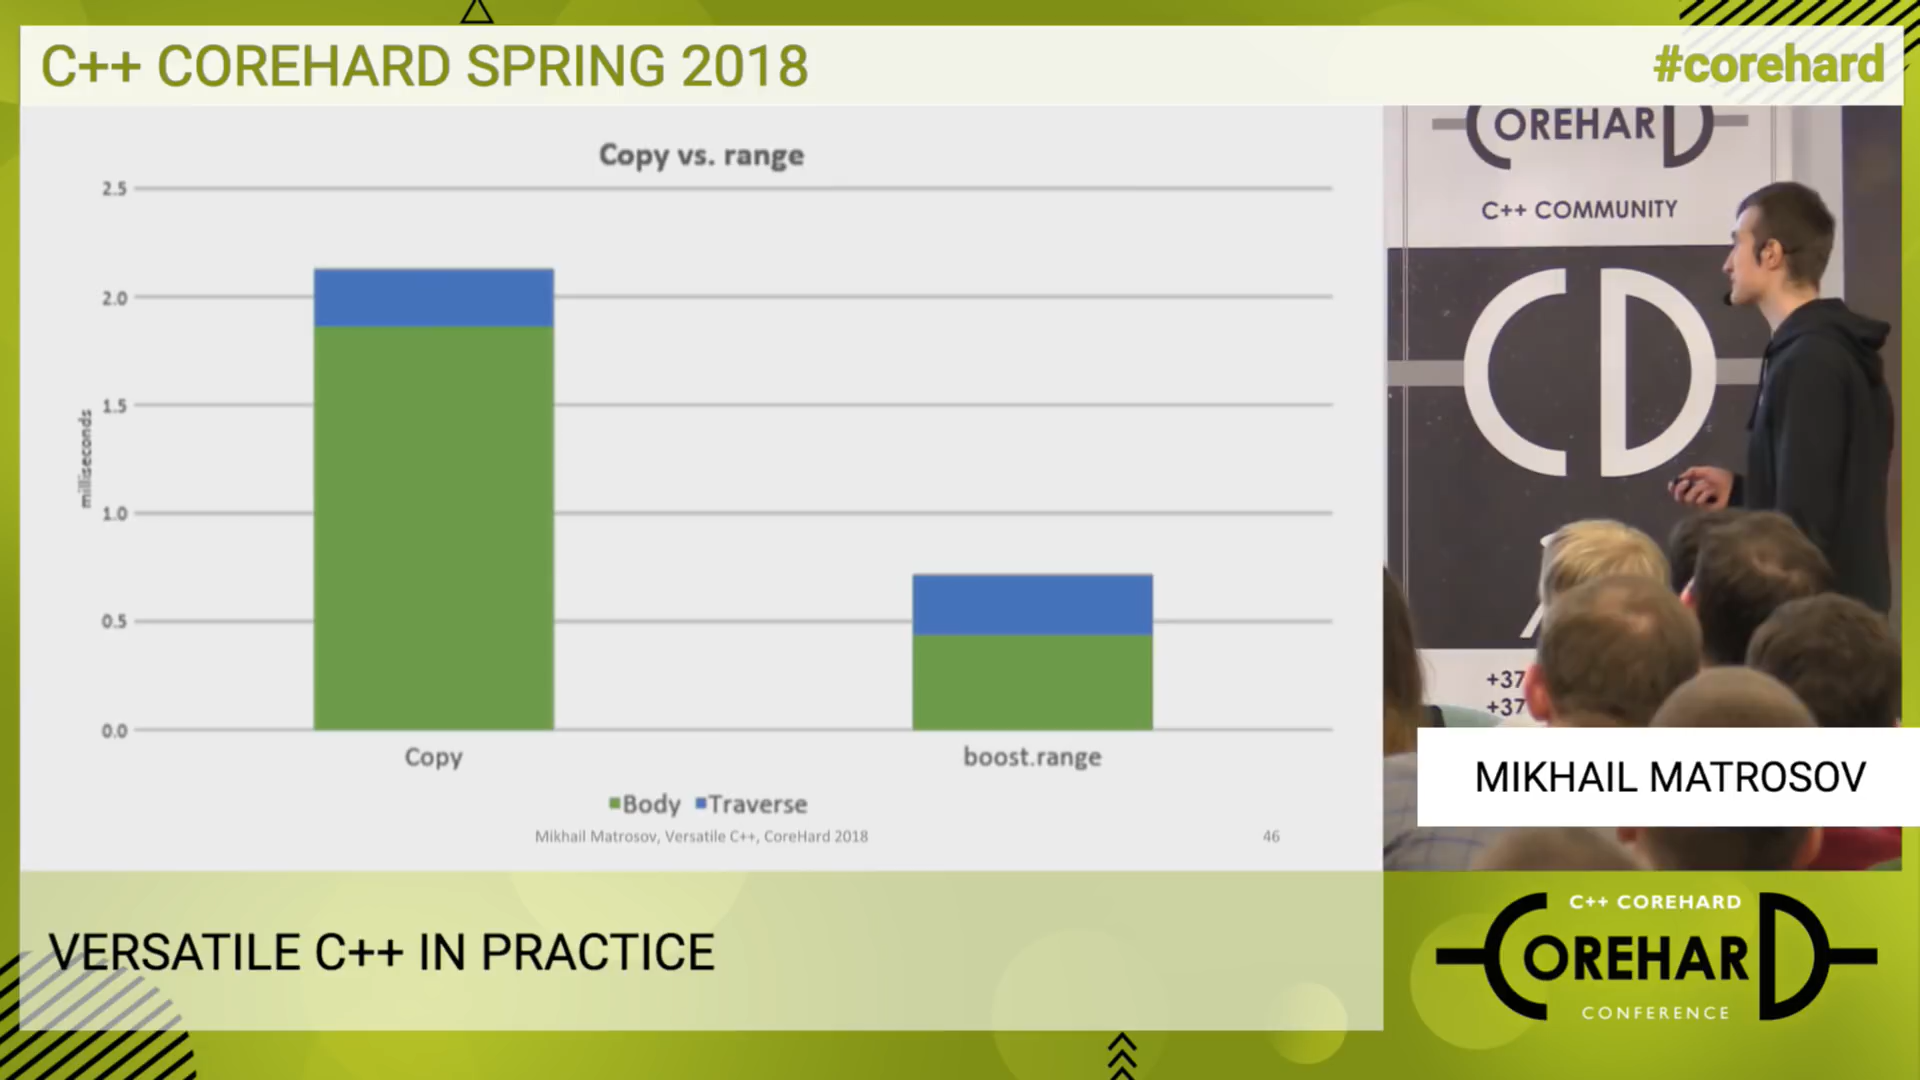 C++ COREHARD SPRING 2018
#corehard
Copy vs. range
2.5
2.0
1.5
1.0
0.5
0.0
milliseconds
Copy
boost.range
Body
Traverse
Mikhail Matrosov, Versatile C++, CoreHard 2018
46
COREHARD
C++ COMMUNITY
CD
+37
+37
MIKHAIL MATROSOV
VERSATILE C++ IN PRACTICE
C++ COREHARD
COREHARD
CONFERENCE